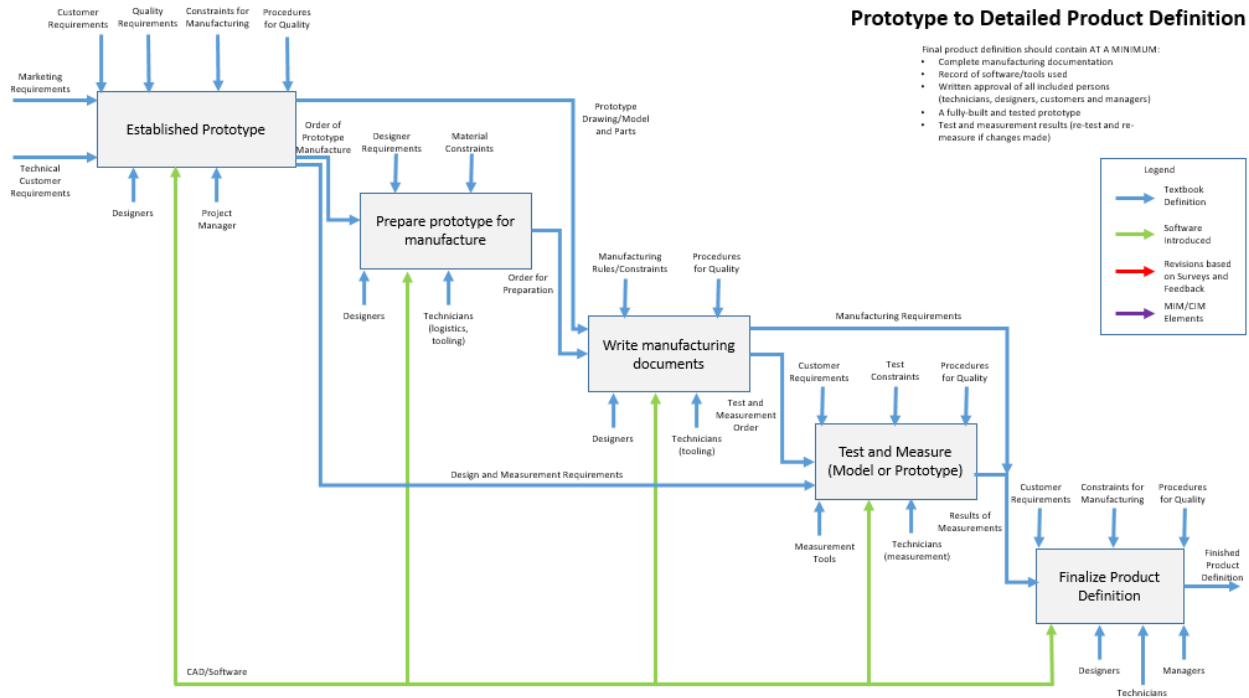 Prototype to Detailed Product Definition
Final product definition should contain AT A MINIMUM:
• Complete manufacturing documentation
• Record of software/tools used
• Written approval of all included persons
(technicians, designers, customers and managers)
• A fully-built and tested prototype
• Test and measurement results (re-test and re-
measure if changes made)
Legend
Textbook
Definition
Software
Introduced
Revisions based
on Surveys and
Feedback
MIM/CIM
Elements
Customer
Requirements
Quality
Requirements
Constraints for
Manufacturing
Procedures
for Quality
Marketing
Requirements
Established Prototype
Technical
Customer
Requirements
Designers
Project
Manager
Order of
Prototype
Manufacture
Prototype
Drawing/Model
and Parts
Designer
Requirements
Material
Constraints
Prepare prototype for
manufacture
Designers
Technicians
(logistics,
tooling)
Order for
Preparation
Manufacturing
Rules/Constraints
Procedures
for Quality
Write manufacturing
documents
Designers
Technicians
(tooling)
Test and
Measurement
Order
Manufacturing Requirements
Customer
Requirements
Test
Constraints
Procedures
for Quality
Test and Measure
(Model or Prototype)
Design and Measurement Requirements
Measurement
Tools
Technicians
(measurement)
Results of
Measurements
Customer
Requirements
Constraints for
Manufacturing
Procedures
for Quality
Finalize Product
Definition
Finished
Product
Definition
Designers
Technicians
Managers
CAD/Software